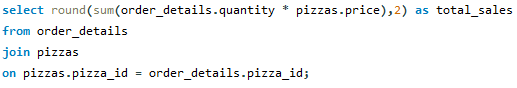 select round(sum(order_details.quantity * pizzas.price),2) as total_sales
from order_details
join pizzas
on pizzas.pizza_id = order_details.pizza_id;